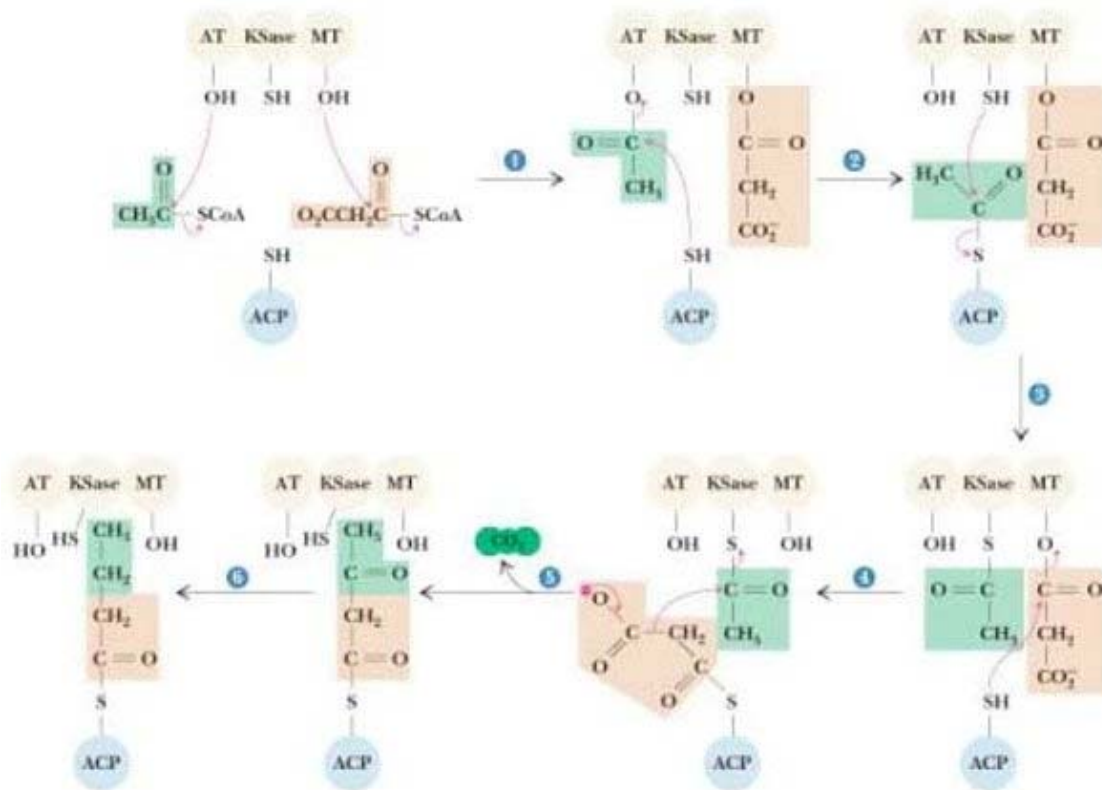 AT KSase MT
OH SH OH
O
CH3C SCoA
O
O2CCH2C SCoA
SH
ACP
1
AT KSase MT
O SH O
O C
CH3
C O
CH2
CO2−
SH
ACP
2
AT KSase MT
OH SH O
H3C O
C
C O
CH2
CO2−
S
ACP
3
AT KSase MT
OH S O
O C
CH3
C O
CH2
CO2−
SH
ACP
4
AT KSase MT
OH S OH
C O
CH3
O
C CH2
O C
O S
ACP
5
CO2
AT KSase MT
HO HS OH
CH3
C O
CH2
C O
S
ACP
6
AT KSase MT
HO HS OH
CH3
CH2
CH2
C O
S
ACP